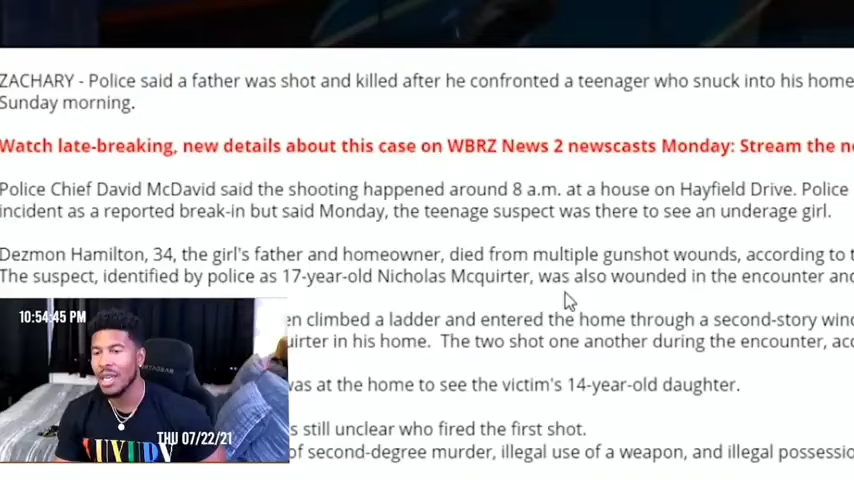 ZACHARY - Police said a father was shot and killed after he confronted a teenager who snuck into his home
Sunday morning.
Watch late-breaking, new details about this case on WBRZ News 2 newscasts Monday: Stream the
Police Chief David McDavid said the shooting happened around 8 a.m. at a house on Hayfield Drive. Police
incident as a reported break-in but said Monday, the teenage suspect was there to see an underage girl.
Dezmon Hamilton, 34, the girl's father and homeowner, died from multiple gunshot wounds, according to
The suspect, identified by police as 17-year-old Nicholas Mcquirter, was also wounded in the encounter
en climbed a ladder and entered the home through a second-story
uirter in his home. The two shot one another during the encounter,
was at the home to see the victim's 14-year-old daughter.
s still unclear who fired the first shot.
of second-degree murder, illegal use of a weapon, and illegal
10:54:45 PM
THU 07/22/21
LUXURY